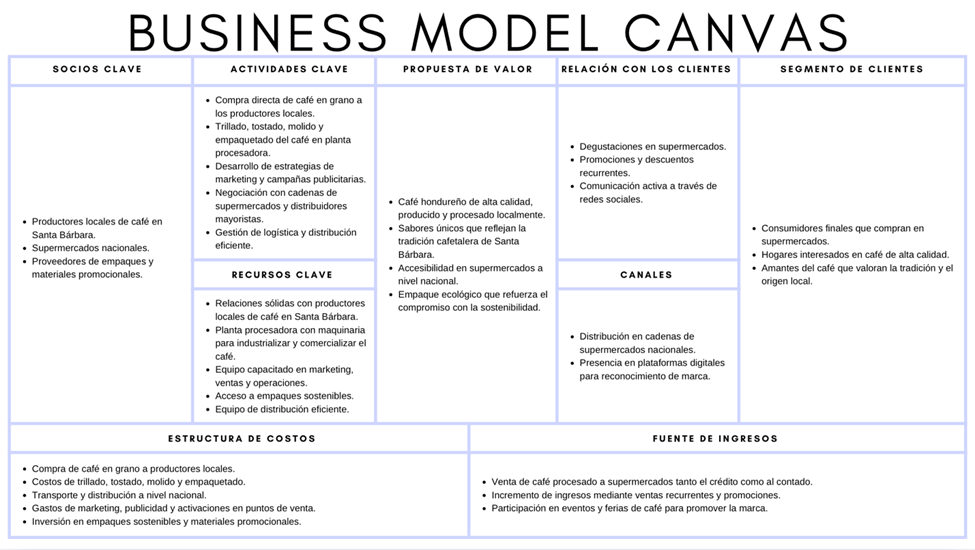 BUSINESS MODEL CANVAS
SOCIOS CLAVE
• Productores locales de café en
Santa Bárbara.
• Supermercados nacionales.
• Proveedores de empaques y
materiales promocionales.
ACTIVIDADES CLAVE
• Compra directa de café en grano a
los productores locales.
• Trillado, tostado, molido y
empaquetado del café en planta
procesadora.
• Desarrollo de estrategias de
marketing y campañas publicitarias.
• Negociación con cadenas de
supermercados y distribuidores
mayoristas.
• Gestión de logística y distribución
eficiente.
RECURSOS CLAVE
• Relaciones sólidas con productores
locales de café en Santa Bárbara.
• Planta procesadora con maquinaria
para industrializar y comercializar el
café.
• Equipo capacitado en marketing,
ventas y operaciones.
• Acceso a empaques sostenibles.
• Equipo de distribución eficiente.
PROPUESTA DE VALOR
• Café hondureño de alta calidad,
producido y procesado localmente.
• Sabores únicos que reflejan la
tradición cafetalera de Santa
Bárbara.
• Accesibilidad en supermercados a
nivel nacional.
• Empaque ecológico que refuerza el
compromiso con la sostenibilidad.
RELACIÓN CON LOS CLIENTES
• Degustaciones en supermercados.
• Promociones y descuentos
recurrentes.
• Comunicación activa a través de
redes sociales.
CANALES
• Distribución en cadenas de
supermercados nacionales.
• Presencia en plataformas digitales
para reconocimiento de marca.
SEGMENTO DE CLIENTES
• Consumidores finales que compran en
supermercados.
• Hogares interesados en café de alta calidad.
• Amantes del café que valoran la tradición y el
origen local.
ESTRUCTURA DE COSTOS
• Compra de café en grano a productores locales.
• Costos de trillado, tostado, molido y empaquetado.
• Transporte y distribución a nivel nacional.
• Gastos de marketing, publicidad y activaciones en puntos de venta.
• Inversión en empaques sostenibles y materiales promocionales.
FUENTE DE INGRESOS
• Venta de café procesado a supermercados tanto el crédito como al contado.
• Incremento de ingresos mediante ventas recurrentes y promociones.
• Participación en eventos y ferias de café para promover la marca.